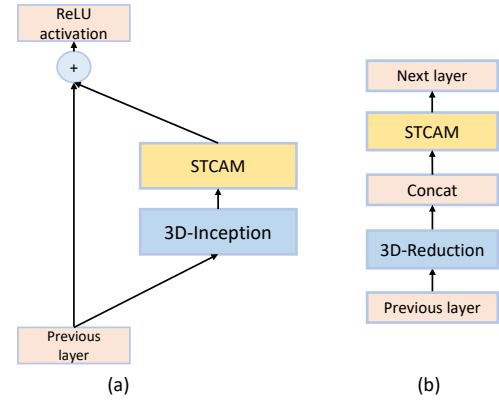 ReLU
activation
+
STCAM
3D-Inception
Previous
layer
(a)
Next layer
STCAM
Concat
3D-Reduction
Previous layer
(b)